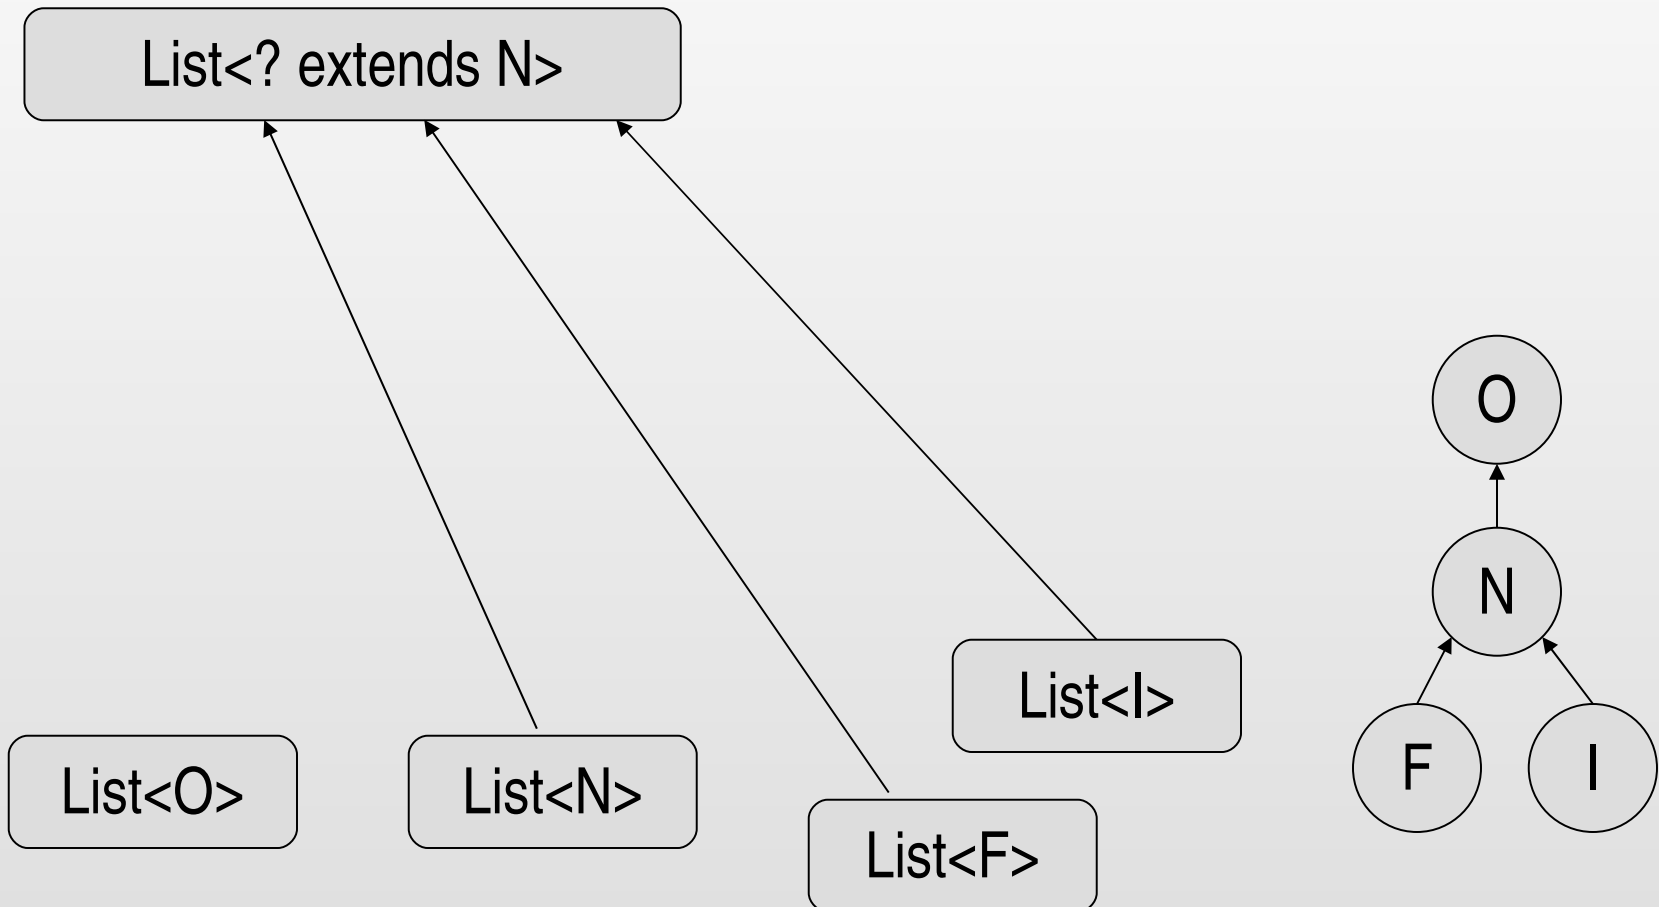 List<? extends N>
O
N
List<I>
F
I
List<O>
List<N>
List<F>